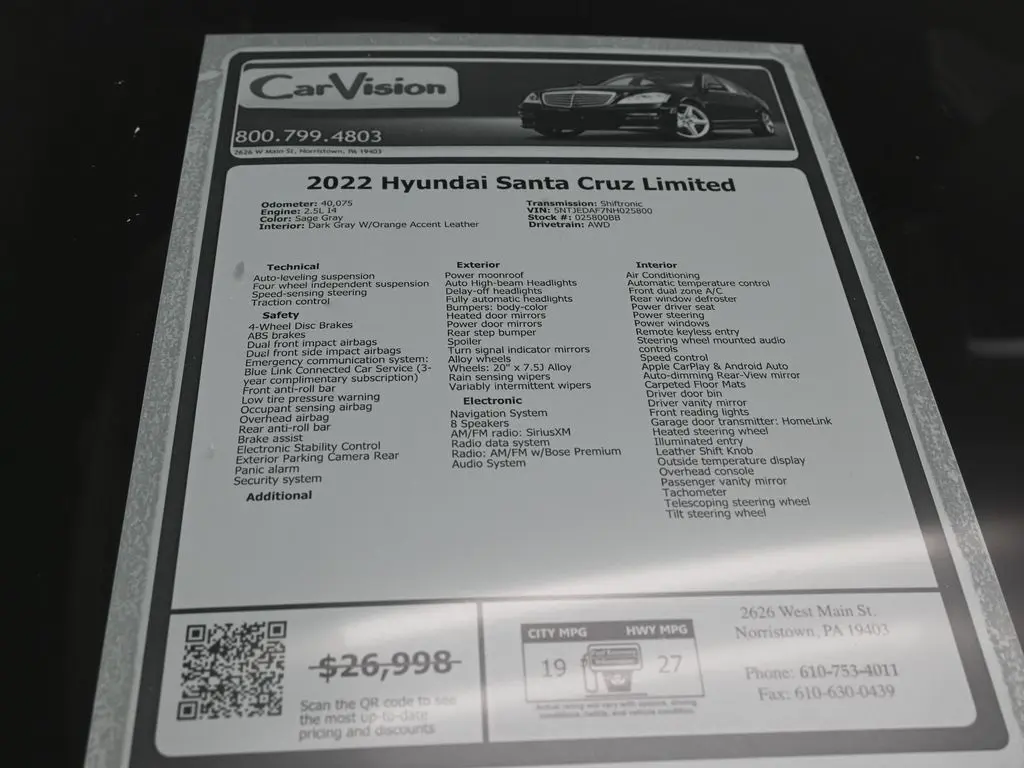 CarVision
800.799.4803
2626 W Main St, Norristown, PA 19403
2022 Hyundai Santa Cruz Limited
Odometer: 40,075
Engine: 2.5L I4
Color: Sage Gray
Interior: Dark Gray W/Orange Accent Leather
Transmission: Shiftronic
VIN: 5NTJEDAF7NH025800
Stock #: 025800BB
Drivetrain: AWD
Technical
Auto-leveling suspension
Four wheel independent suspension
Speed-sensing steering
Traction control
Safety
4-Wheel Disc Brakes
ABS brakes
Dual front impact airbags
Dual front side impact airbags
Emergency communication system:
Blue Link Connected Car Service (3-
year complimentary subscription)
Front anti-roll bar
Low tire pressure warning
Occupant sensing airbag
Overhead airbag
Rear anti-roll bar
Brake assist
Electronic Stability Control
Exterior Parking Camera Rear
Panic alarm
Security system
Additional
Exterior
Power moonroof
Auto High-beam Headlights
Delay-off headlights
Fully automatic headlights
Bumpers: body-color
Heated door mirrors
Power door mirrors
Rear step bumper
Spoiler
Turn signal indicator mirrors
Alloy wheels
Wheels: 20" x 7.5J Alloy
Rain sensing wipers
Variably intermittent wipers
Electronic
Navigation System
8 Speakers
AM/FM radio: SiriusXM
Radio data system
Radio: AM/FM w/Bose Premium
Audio System
Interior
Air Conditioning
Automatic temperature control
Front dual zone A/C
Rear window defroster
Power driver seat
Power steering
Power windows
Remote keyless entry
Steering wheel mounted audio
controls
Speed control
Apple CarPlay & Android Auto
Auto-dimming Rear-View mirror
Carpeted Floor Mats
Driver door bin
Driver vanity mirror
Front reading lights
Garage door transmitter: HomeLink
Heated steering wheel
Illuminated entry
Leather Shift Knob
Outside temperature display
Overhead console
Passenger vanity mirror
Tachometer
Telescoping steering wheel
Tilt steering wheel
$26,998
Scan the QR code to see
the most up-to-date
pricing and discounts
CITY MPG HWY MPG
19 27
Actual rating will vary with options, driving
conditions, habits, and vehicle condition.
2626 West Main St.
Norristown, PA 19403
Phone: 610-753-4011
Fax: 610-630-0439